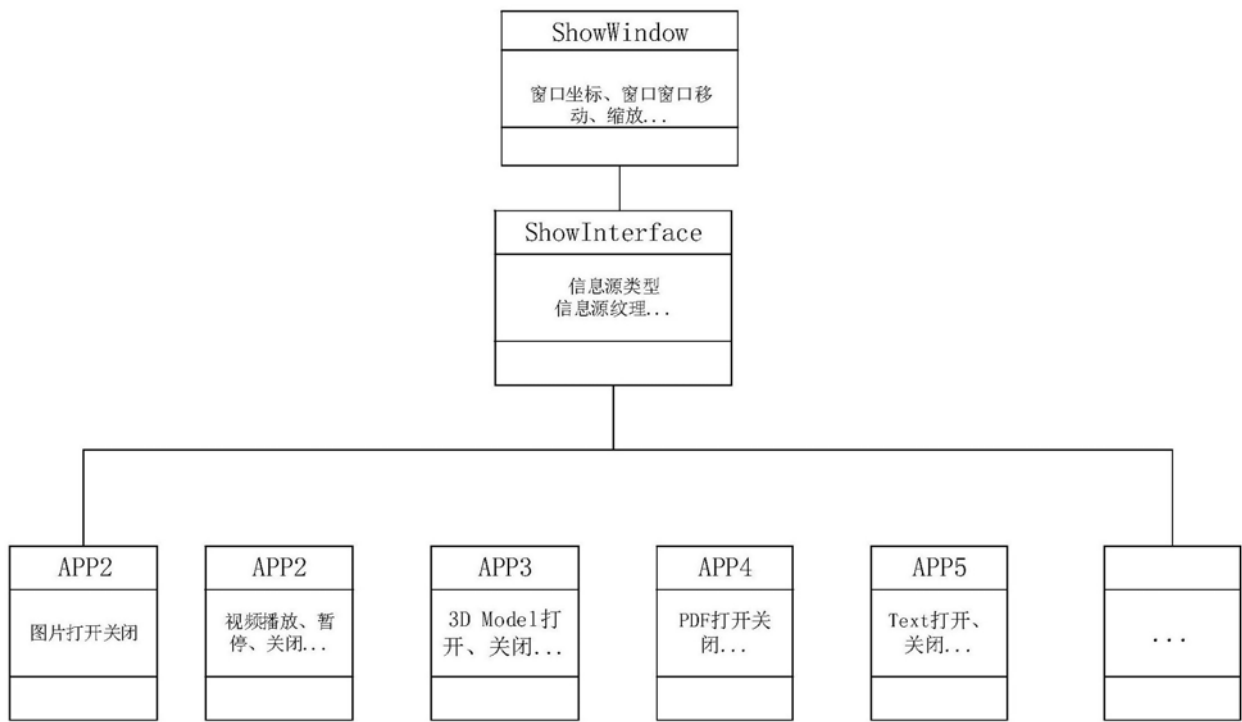 ShowWindow
窗口坐标、窗口窗口移
动、缩放...
ShowInterface
信息源类型
信息源纹理...
APP2
图片打开关闭
APP2
视频播放、暂
停、关闭...
APP3
3D Model打
开、关闭...
APP4
PDF打开关
闭...
APP5
Text打开、
关闭...
...